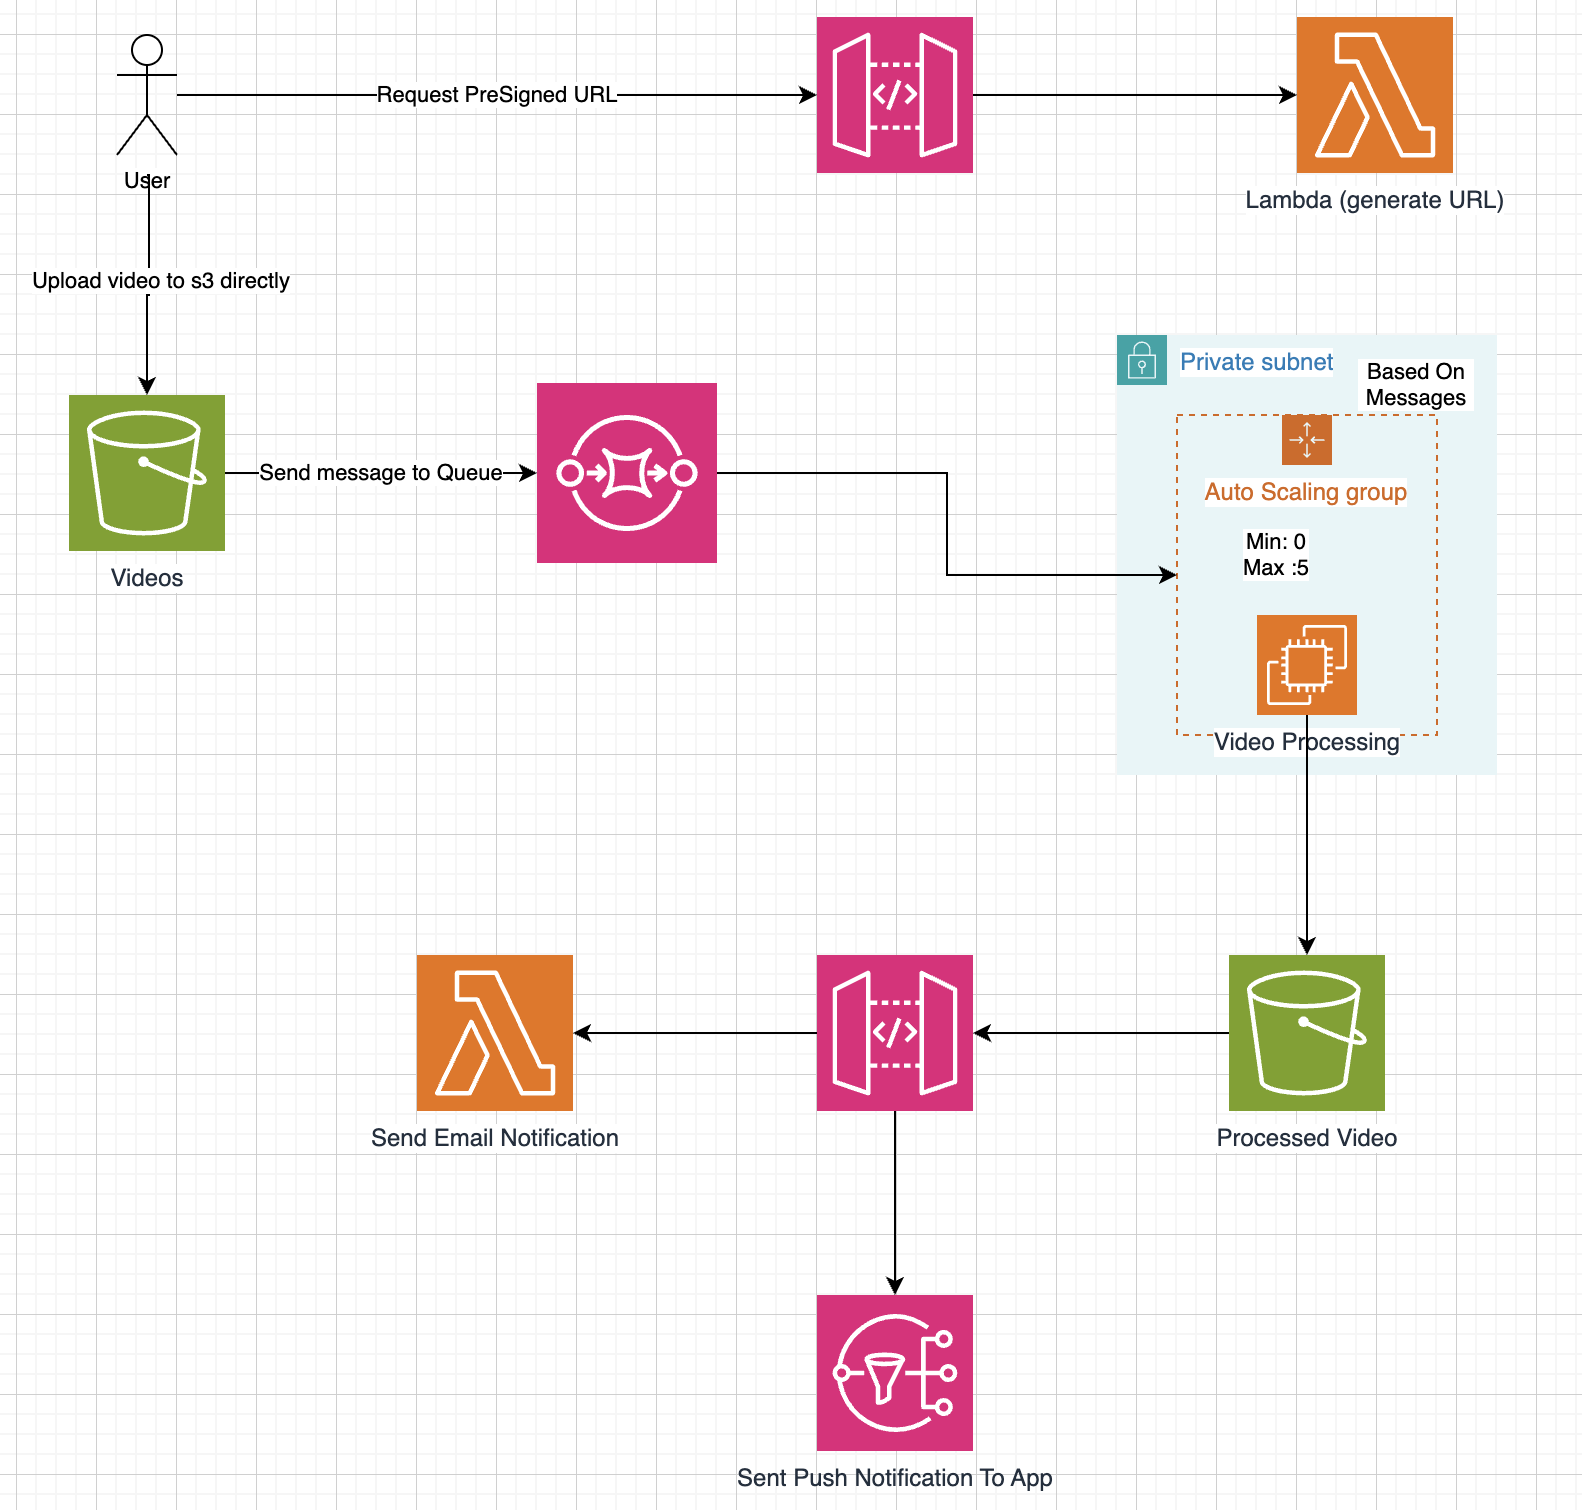 Request PreSigned URL
</>
User
Lambda (generate URL)
Upload video to s3 directly
Private subnet
Based On
Messages
Send message to Queue
Auto Scaling group
Min: 0
Max :5
Videos
Video Processing
</>
Send Email Notification
Processed Video
Sent Push Notification To App